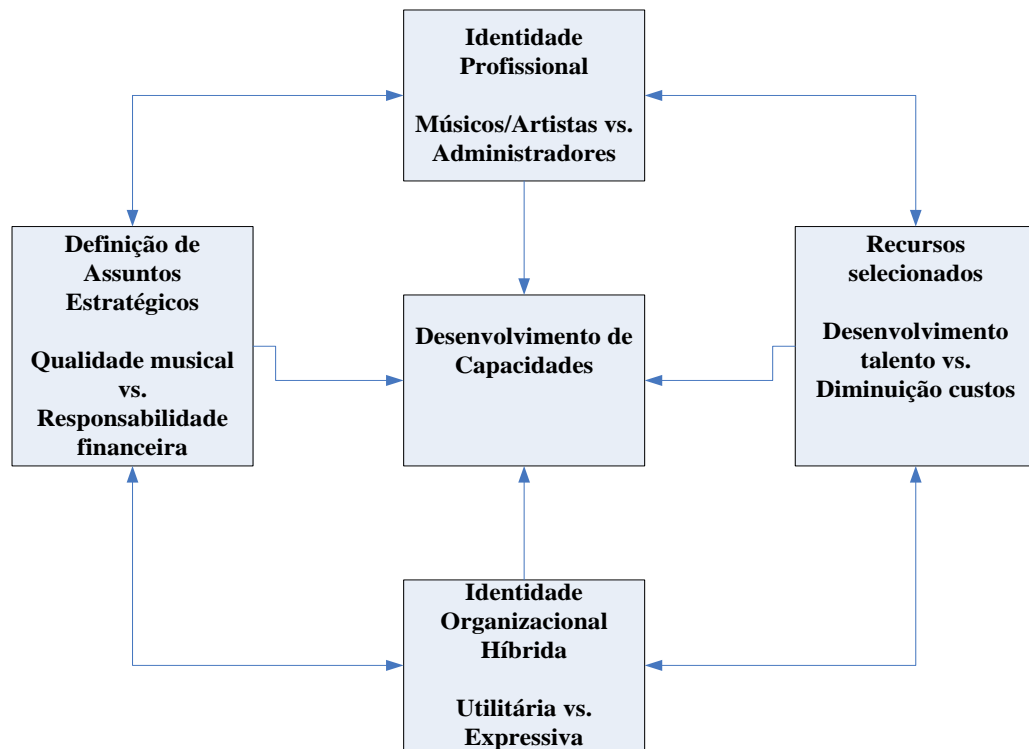 Identidade
Profissional
Músicos/Artistas vs.
Administradores
Definição de
Assuntos
Estratégicos
Qualidade musical
vs.
Responsabilidade
financeira
Desenvolvimento de
Capacidades
Recursos
selecionados
Desenvolvimento
talento vs.
Diminuição custos
Identidade
Organizacional
Híbrida
Utilitária vs.
Expressiva